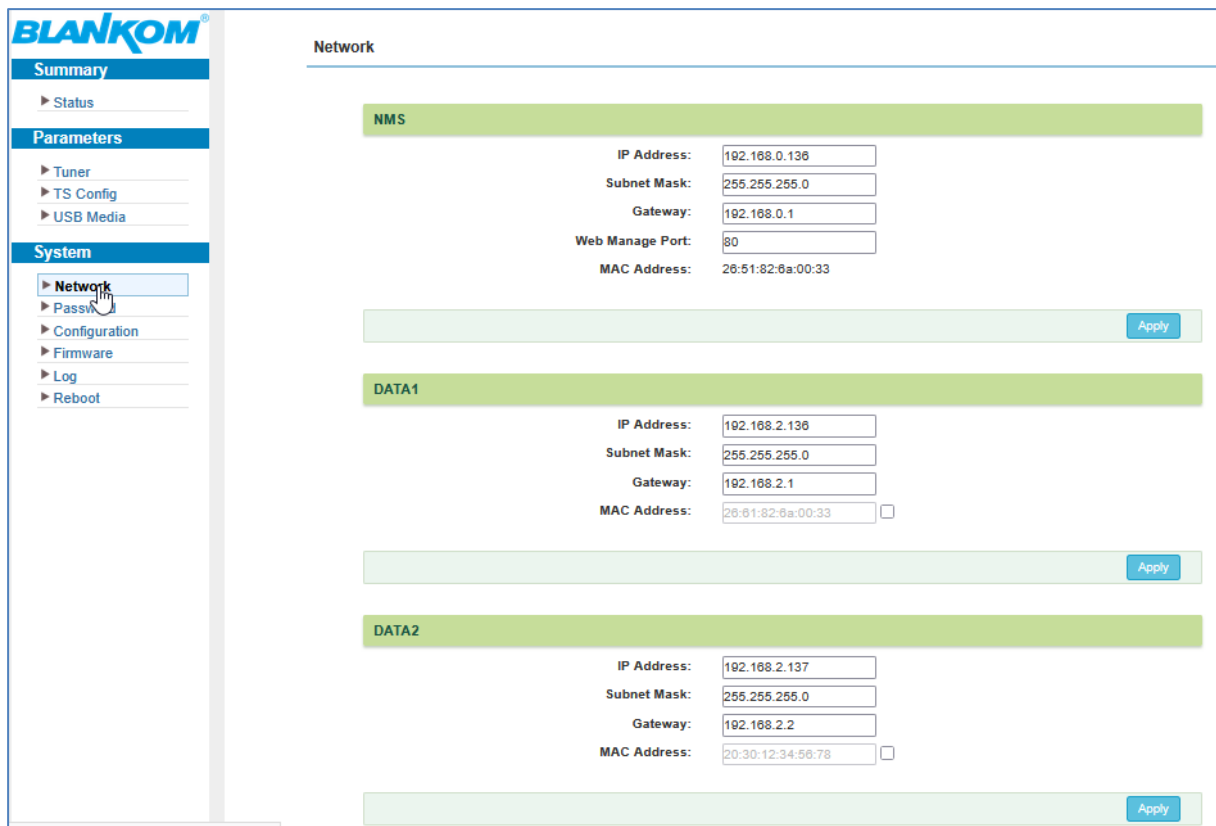 BLANKOM®
Summary
Status
Parameters
Tuner
TS Config
USB Media
System
Network
Password
Configuration
Firmware
Log
Reboot
Network
NMS
IP Address: 192.168.0.136
Subnet Mask: 255.255.255.0
Gateway: 192.168.0.1
Web Manage Port: 80
MAC Address: 26:51:82:6a:00:33
Apply
DATA1
IP Address: 192.168.2.136
Subnet Mask: 255.255.255.0
Gateway: 192.168.2.1
MAC Address: 26:61:82:6a:00:33
Apply
DATA2
IP Address: 192.168.2.137
Subnet Mask: 255.255.255.0
Gateway: 192.168.2.2
MAC Address: 20:30:12:34:56:78
Apply